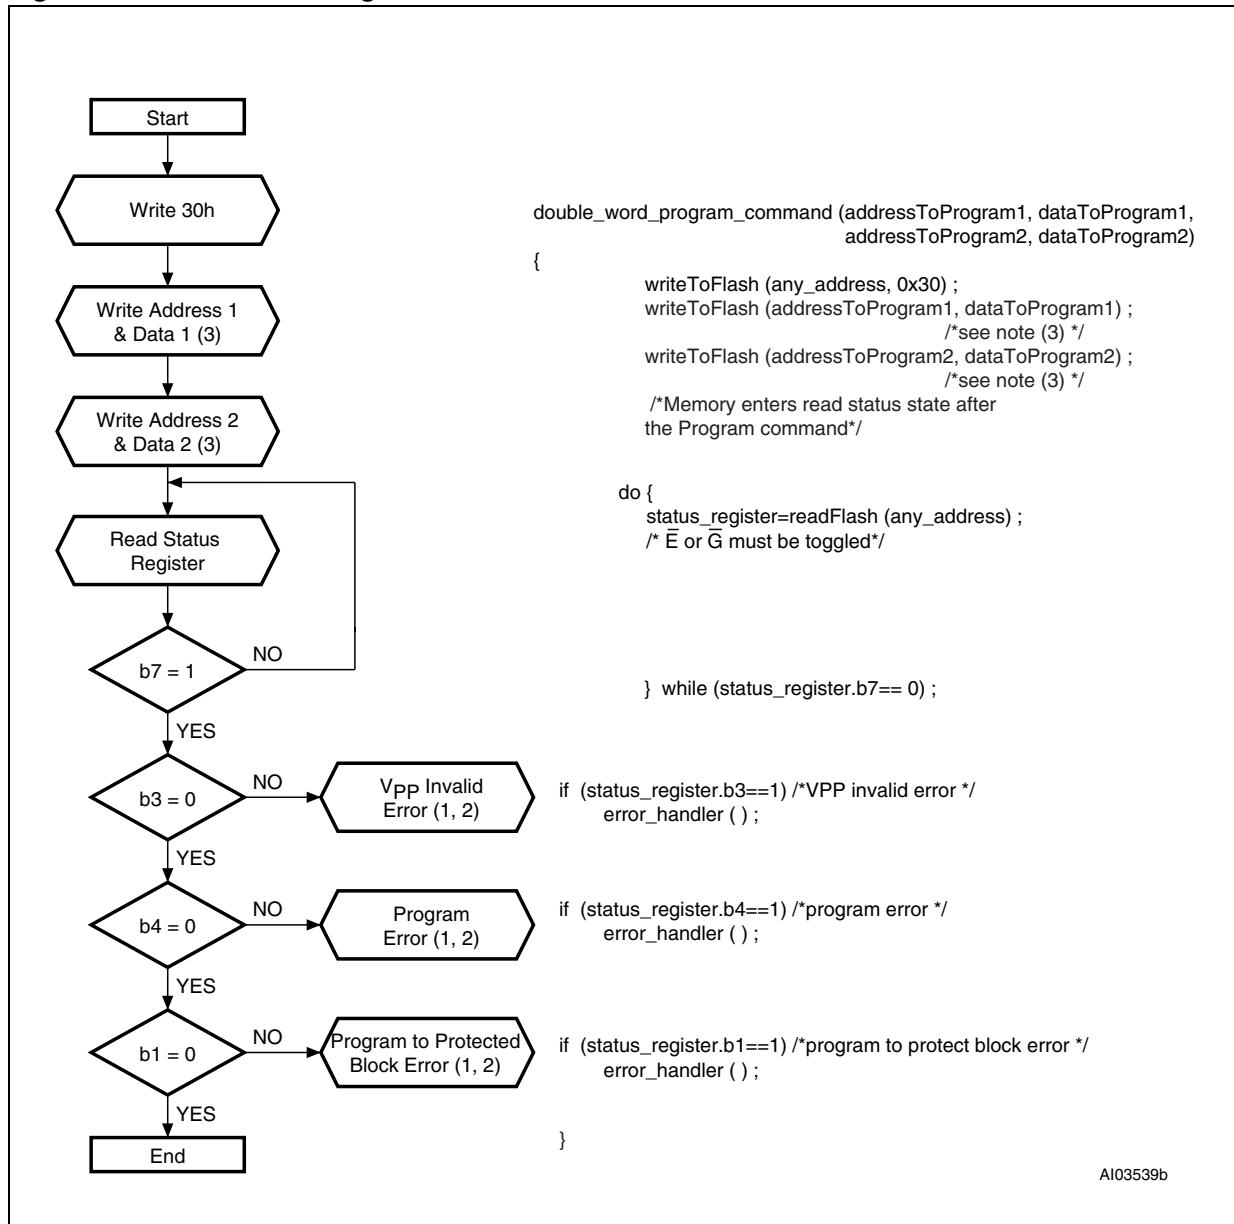 Start
Write 30h
Write Address 1
& Data 1 (3)
Write Address 2
& Data 2 (3)
Read Status
Register
b7 = 1
NO
YES
b3 = 0
NO
VPP Invalid
Error (1, 2)
YES
b4 = 0
NO
Program
Error (1, 2)
YES
b1 = 0
NO
Program to Protected
Block Error (1, 2)
YES
End
double_word_program_command (addressToProgram1, dataToProgram1,
addressToProgram2, dataToProgram2)
{
writeToFlash (any_address, 0x30) ;
writeToFlash (addressToProgram1, dataToProgram1) ;
/*see note (3) */
writeToFlash (addressToProgram2, dataToProgram2) ;
/*see note (3) */
/*Memory enters read status state after
the Program command*/
do {
status_register=readFlash (any_address) ;
/* E̅ or G̅ must be toggled*/
} while (status_register.b7== 0) ;
if (status_register.b3==1) /*VPP invalid error */
error_handler ( ) ;
if (status_register.b4==1) /*program error */
error_handler ( ) ;
if (status_register.b1==1) /*program to protect block error */
error_handler ( ) ;
}
AI03539b